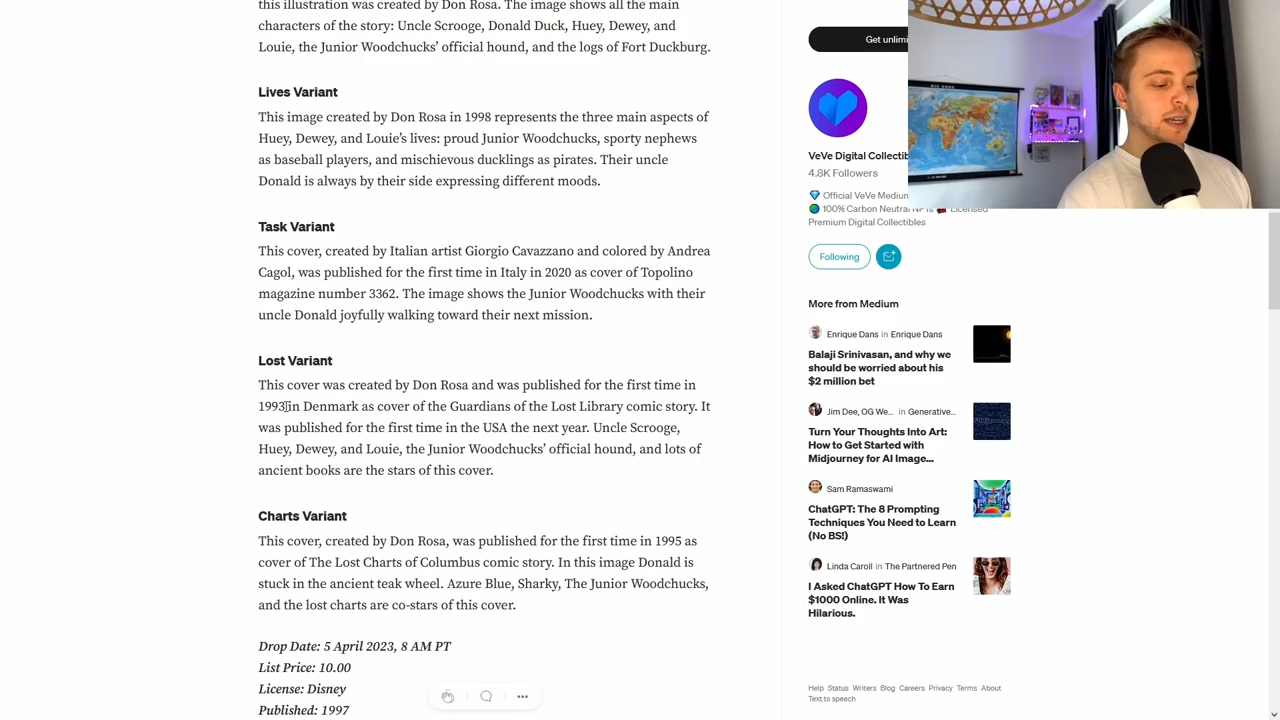 this illustration was created by Don Rosa. The image shows all the main
characters of the story: Uncle Scrooge, Donald Duck, Huey, Dewey, and
Louie, the Junior Woodchucks' official hound, and the logs of Fort Duckburg.
Lives Variant
This image created by Don Rosa in 1998 represents the three main aspects of
Huey, Dewey, and Louie's lives: proud Junior Woodchucks, sporty nephews
as baseball players, and mischievous ducklings as pirates. Their uncle
Donald is always by their side expressing different moods.
Task Variant
This cover, created by Italian artist Giorgio Cavazzano and colored by Andrea
Cagol, was published for the first time in Italy in 2020 as cover of Topolino
magazine number 3362. The image shows the Junior Woodchucks with their
uncle Donald joyfully walking toward their next mission.
Lost Variant
This cover was created by Don Rosa and was published for the first time in
1993 in Denmark as cover of the Guardians of the Lost Library comic story. It
was published for the first time in the USA the next year. Uncle Scrooge,
Huey, Dewey, and Louie, the Junior Woodchucks' official hound, and lots of
ancient books are the stars of this cover.
Charts Variant
This cover, created by Don Rosa, was published for the first time in 1995 as
cover of The Lost Charts of Columbus comic story. In this image Donald is
stuck in the ancient teak wheel. Azure Blue, Sharky, The Junior Woodchucks,
and the lost charts are co-stars of this cover.
Drop Date: 5 April 2023, 8 AM PT
List Price: 10.00
License: Disney
Published: 1997
Get unlimi
VeVe Digital Collectib
4.8K Followers
Official VeVe Medium
100% Carbon Neutral NFTs Licensed
Premium Digital Collectibles
Following
More from Medium
Enrique Dans in Enrique Dans
Balaji Srinivasan, and why we
should be worried about his
$2 million bet
Jim Dee, OG We... in Generative...
Turn Your Thoughts Into Art:
How to Get Started with
Midjourney for AI Image...
Sam Ramaswami
ChatGPT: The 8 Prompting
Techniques You Need to Learn
(No BS!)
Linda Caroll in The Partnered Pen
I Asked ChatGPT How To Earn
$1000 Online. It Was
Hilarious.
Help Status Writers Blog Careers Privacy Terms About
Text to speech